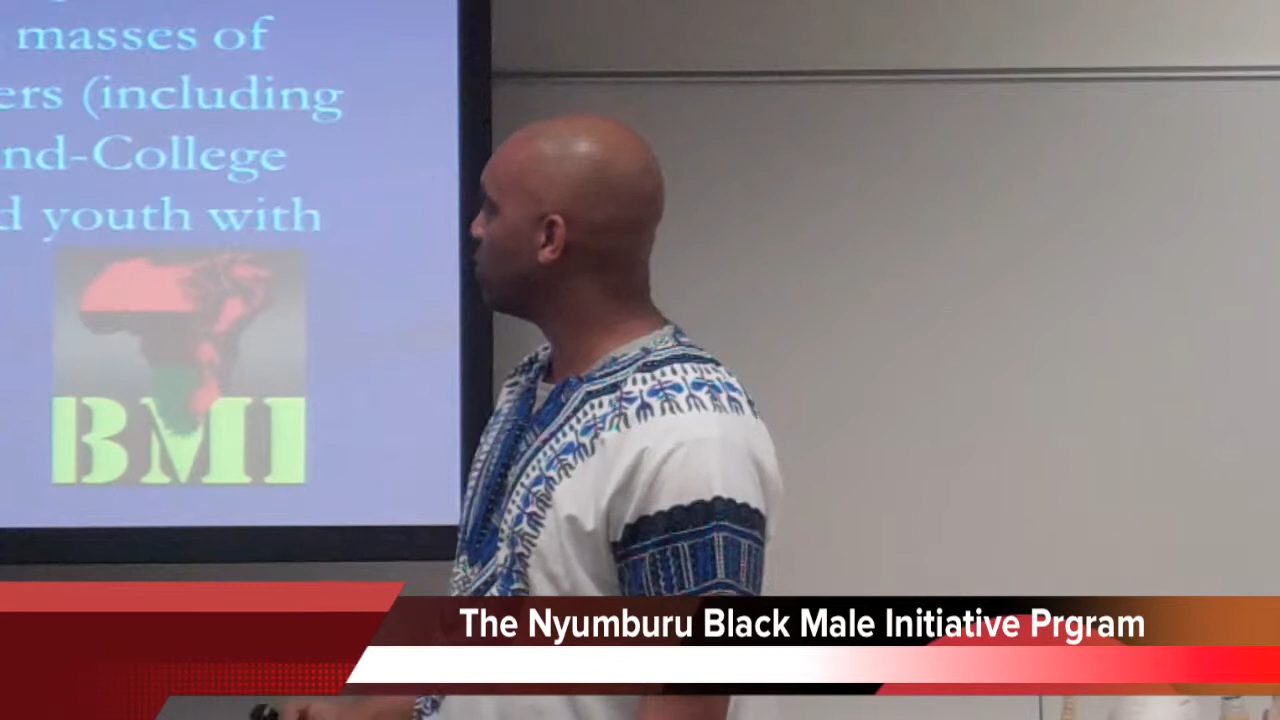 masses of
ers (including
nd-College
d youth with
BMI
The Nyumburu Black Male Initiative Prgram